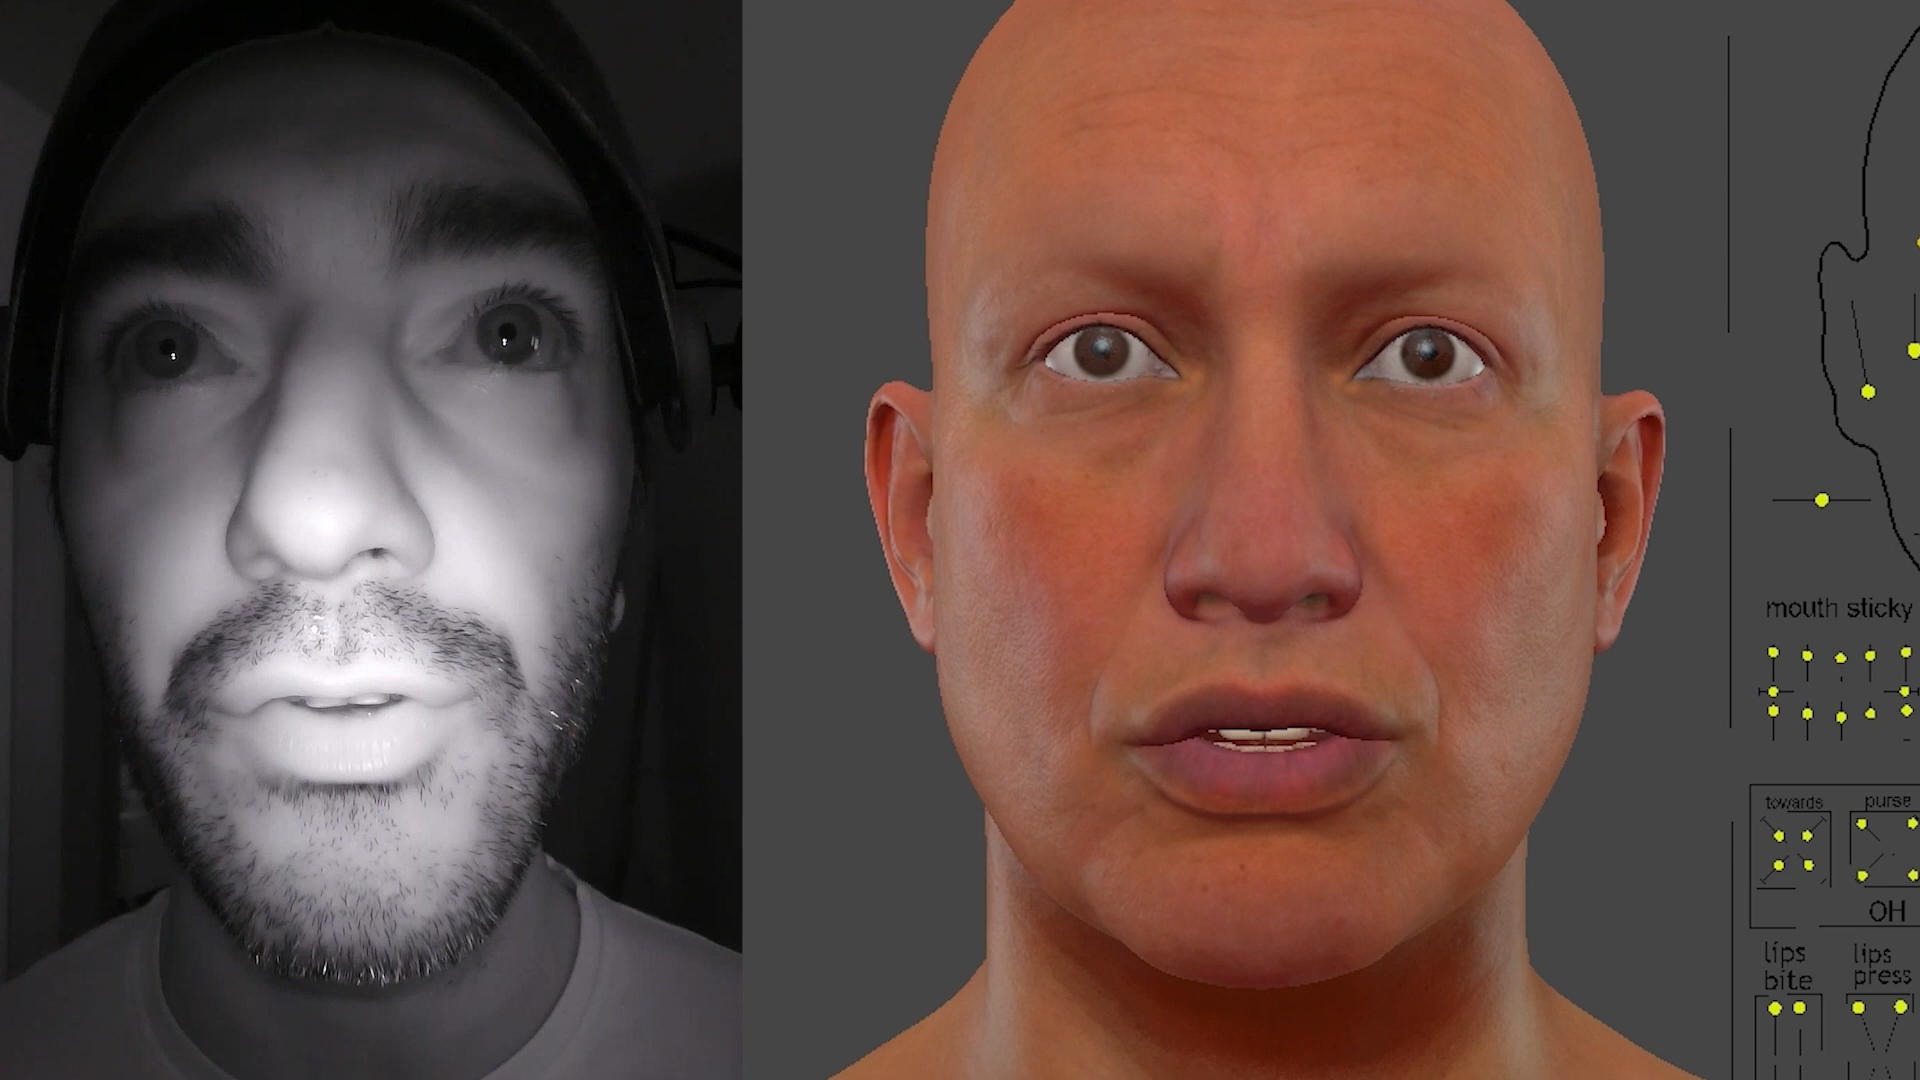 mouth sticky
towards
purse
OH
lips
bite
lips
press